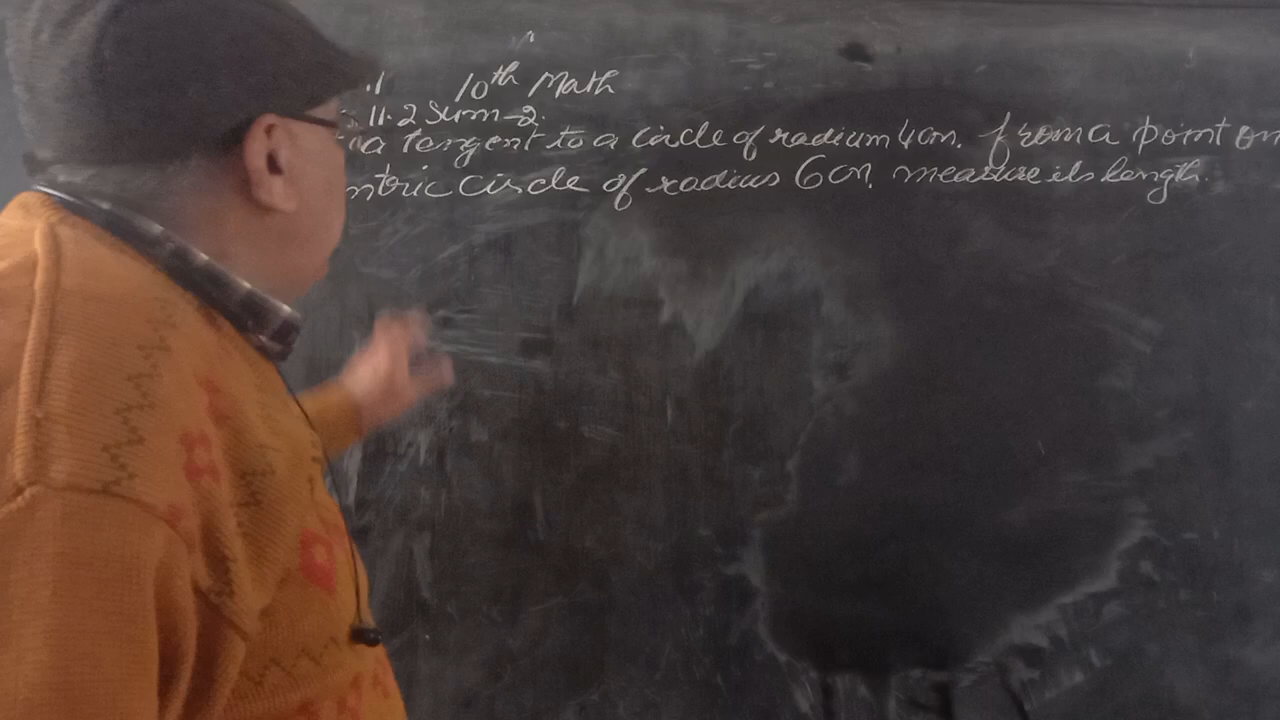 .1 10th Math
11.2 Sum-2.
a tangent to a circle of radium 4cm. from a point on
ntric circle of radius 6cm. measure its length.